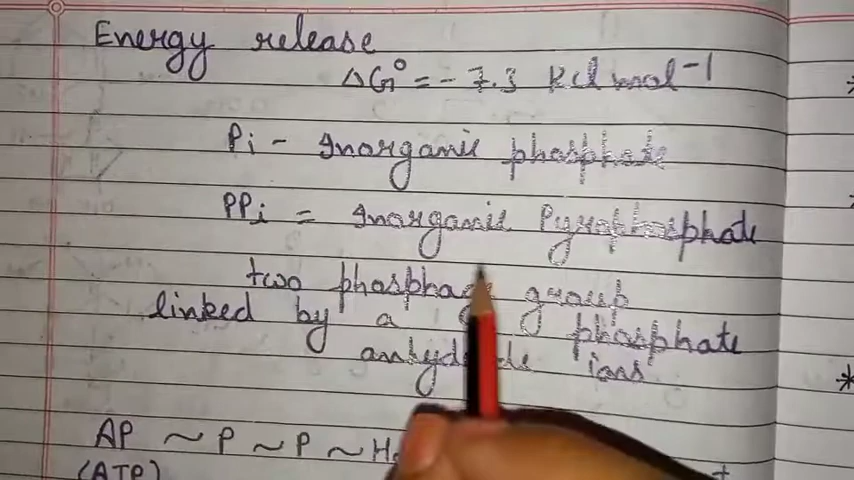 Energy release
ΔG° = - 7.3 Kcl mol-1
Pi - Inorganic phosphate
PPi = Inorganic Pyrophosphate
two group
linked by a phosphate
ions
AP ~ P ~ P ~ H
(ATP)
+